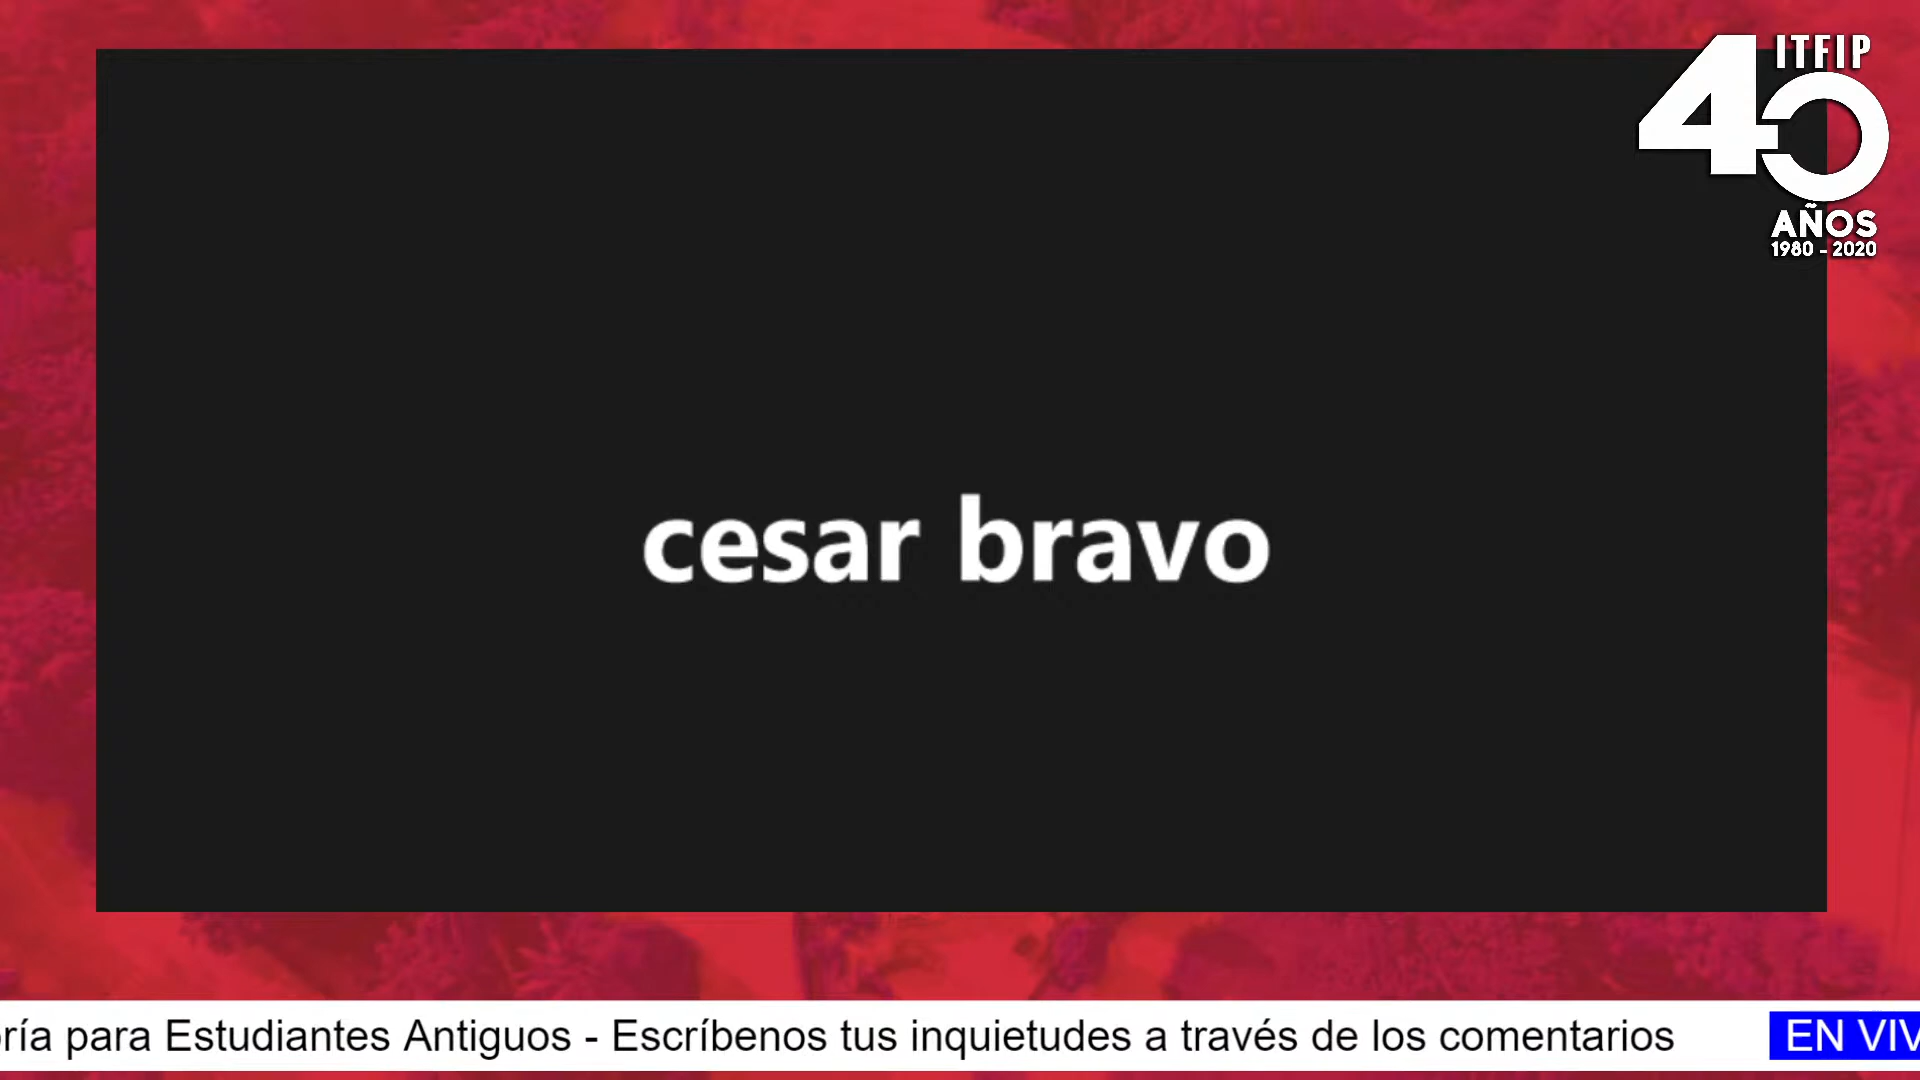 ITFIP
40
AÑOS
1980 - 2020
cesar bravo
ría para Estudiantes Antiguos - Escríbenos tus inquietudes a través de los comentarios
EN VIV